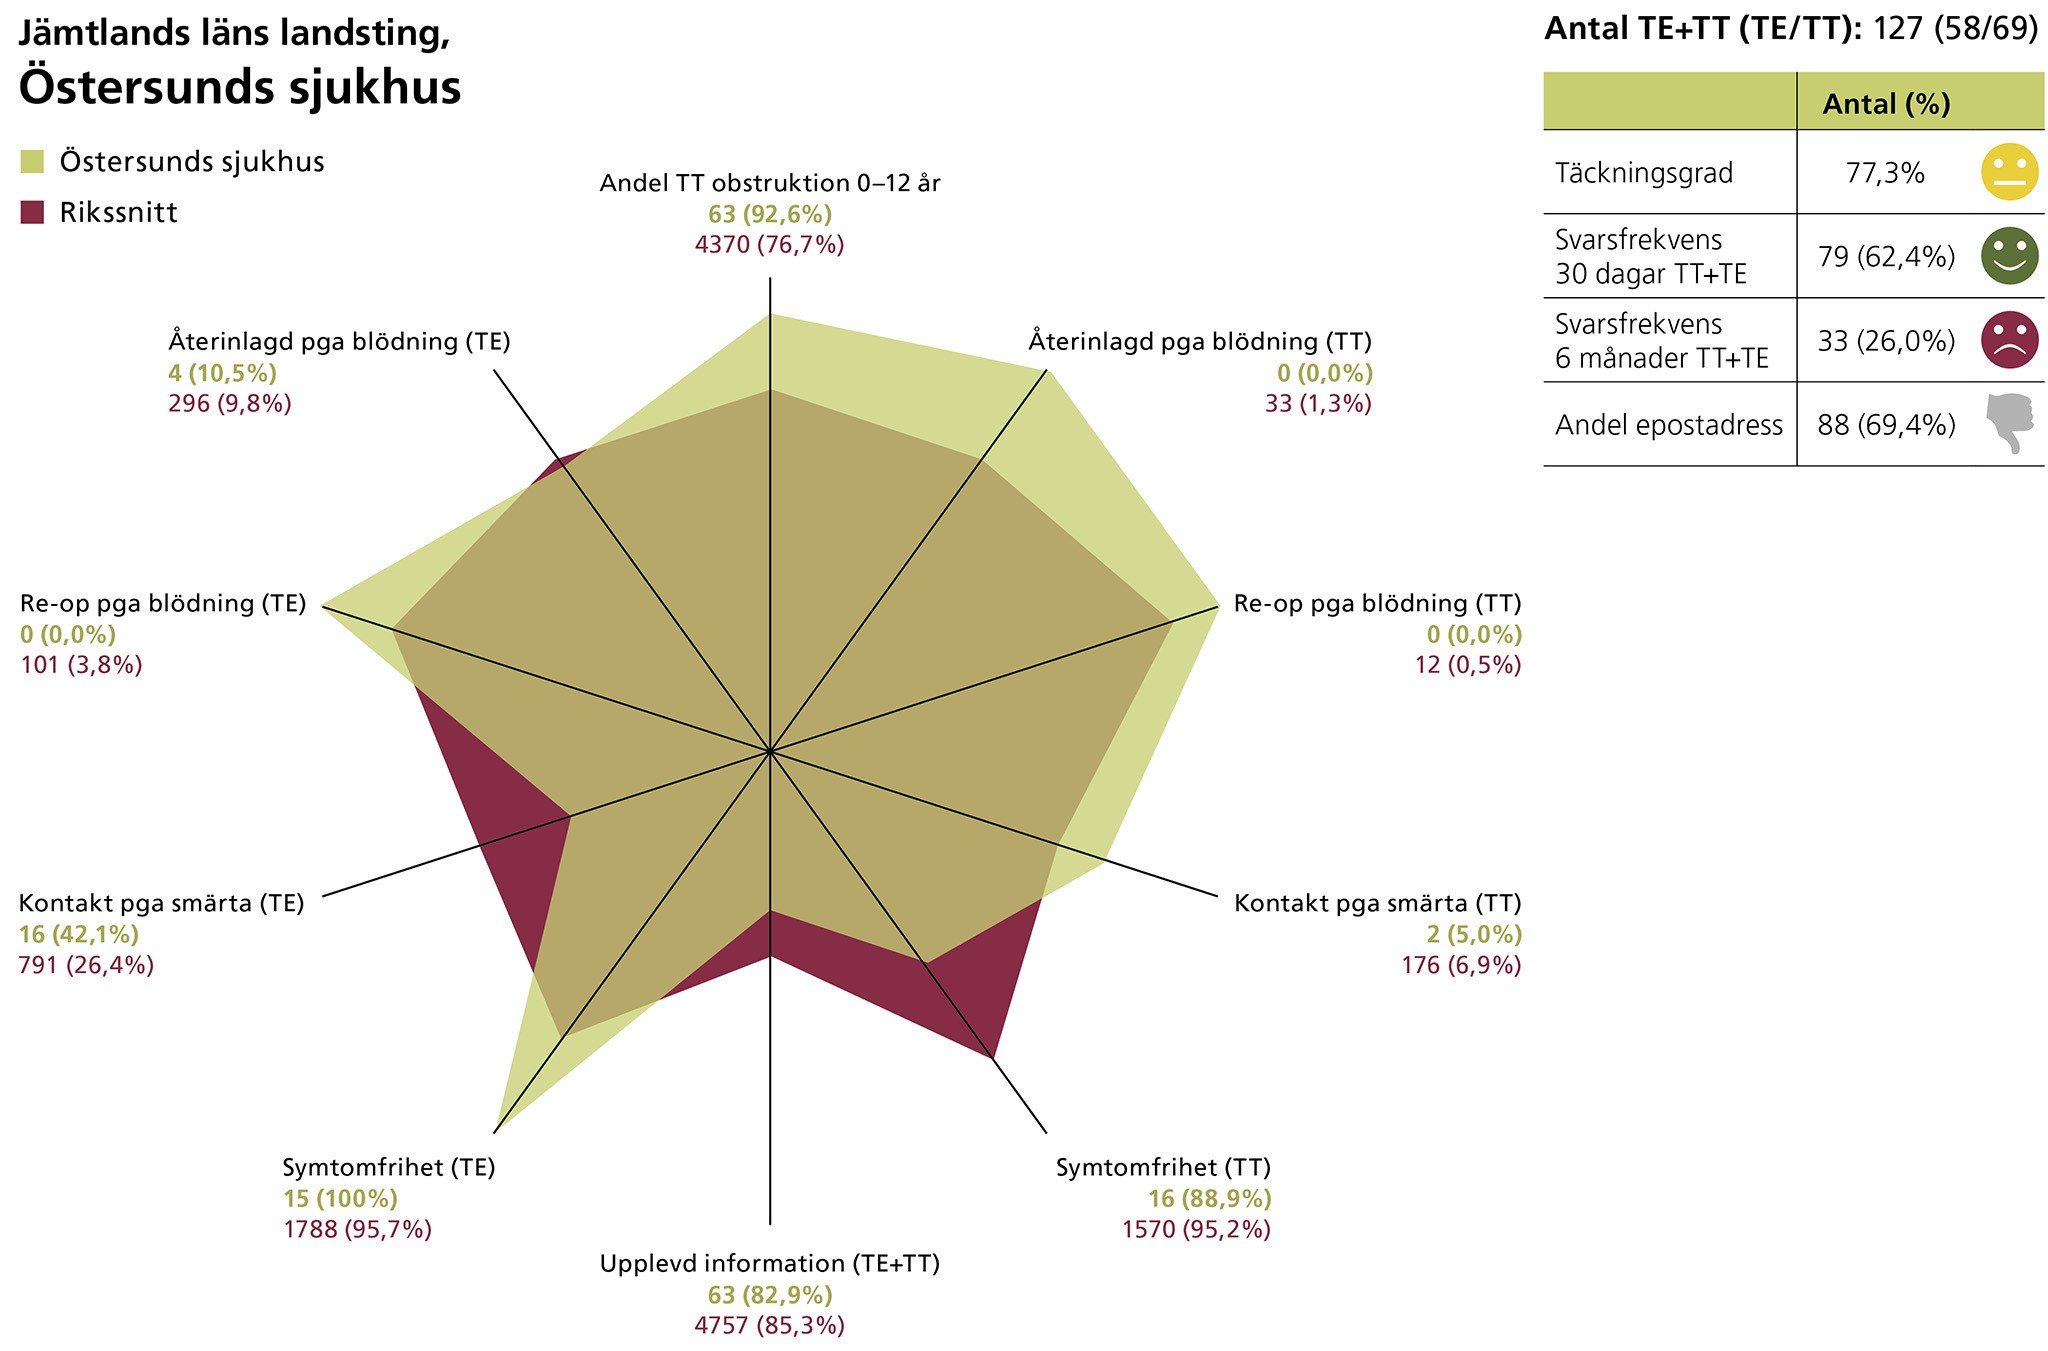 Jämtlands läns landsting,
Östersunds sjukhus
Östersunds sjukhus
Rikssnitt
Antal TE+TT (TE/TT): 127 (58/69)
Antal (%)
Täckningsgrad 77,3%
Svarsfrekvens
30 dagar TT+TE 79 (62,4%)
Svarsfrekvens
6 månader TT+TE 33 (26,0%)
Andel epostadress 88 (69,4%)
Andel TT obstruktion 0–12 år
63 (92,6%)
4370 (76,7%)
Återinlagd pga blödning (TE)
4 (10,5%)
296 (9,8%)
Återinlagd pga blödning (TT)
0 (0,0%)
33 (1,3%)
Re-op pga blödning (TE)
0 (0,0%)
101 (3,8%)
Re-op pga blödning (TT)
0 (0,0%)
12 (0,5%)
Kontakt pga smärta (TE)
16 (42,1%)
791 (26,4%)
Kontakt pga smärta (TT)
2 (5,0%)
176 (6,9%)
Symtomfrihet (TE)
15 (100%)
1788 (95,7%)
Symtomfrihet (TT)
16 (88,9%)
1570 (95,2%)
Upplevd information (TE+TT)
63 (82,9%)
4757 (85,3%)